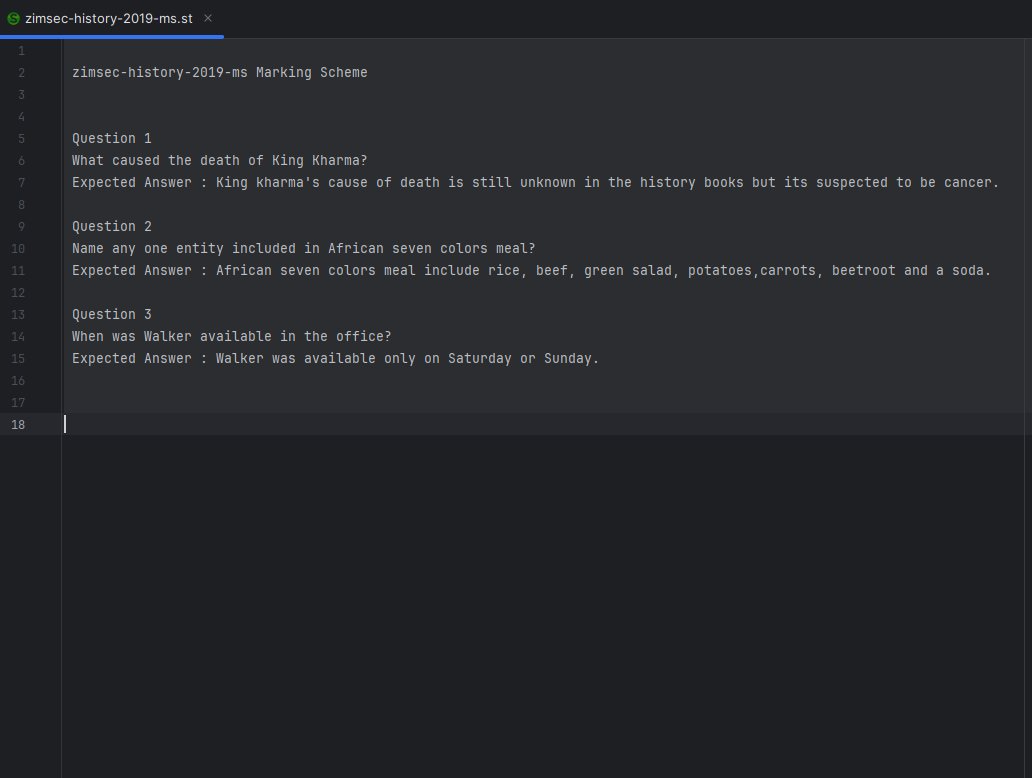 zimsec-history-2019-ms.st
1
2 zimsec-history-2019-ms Marking Scheme
3
4
5 Question 1
6 What caused the death of King Kharma?
7 Expected Answer : King kharma's cause of death is still unknown in the history books but its suspected to be cancer.
8
9 Question 2
10 Name any one entity included in African seven colors meal?
11 Expected Answer : African seven colors meal include rice, beef, green salad, potatoes,carrots, beetroot and a soda.
12
13 Question 3
14 When was Walker available in the office?
15 Expected Answer : Walker was available only on Saturday or Sunday.
16
17
18